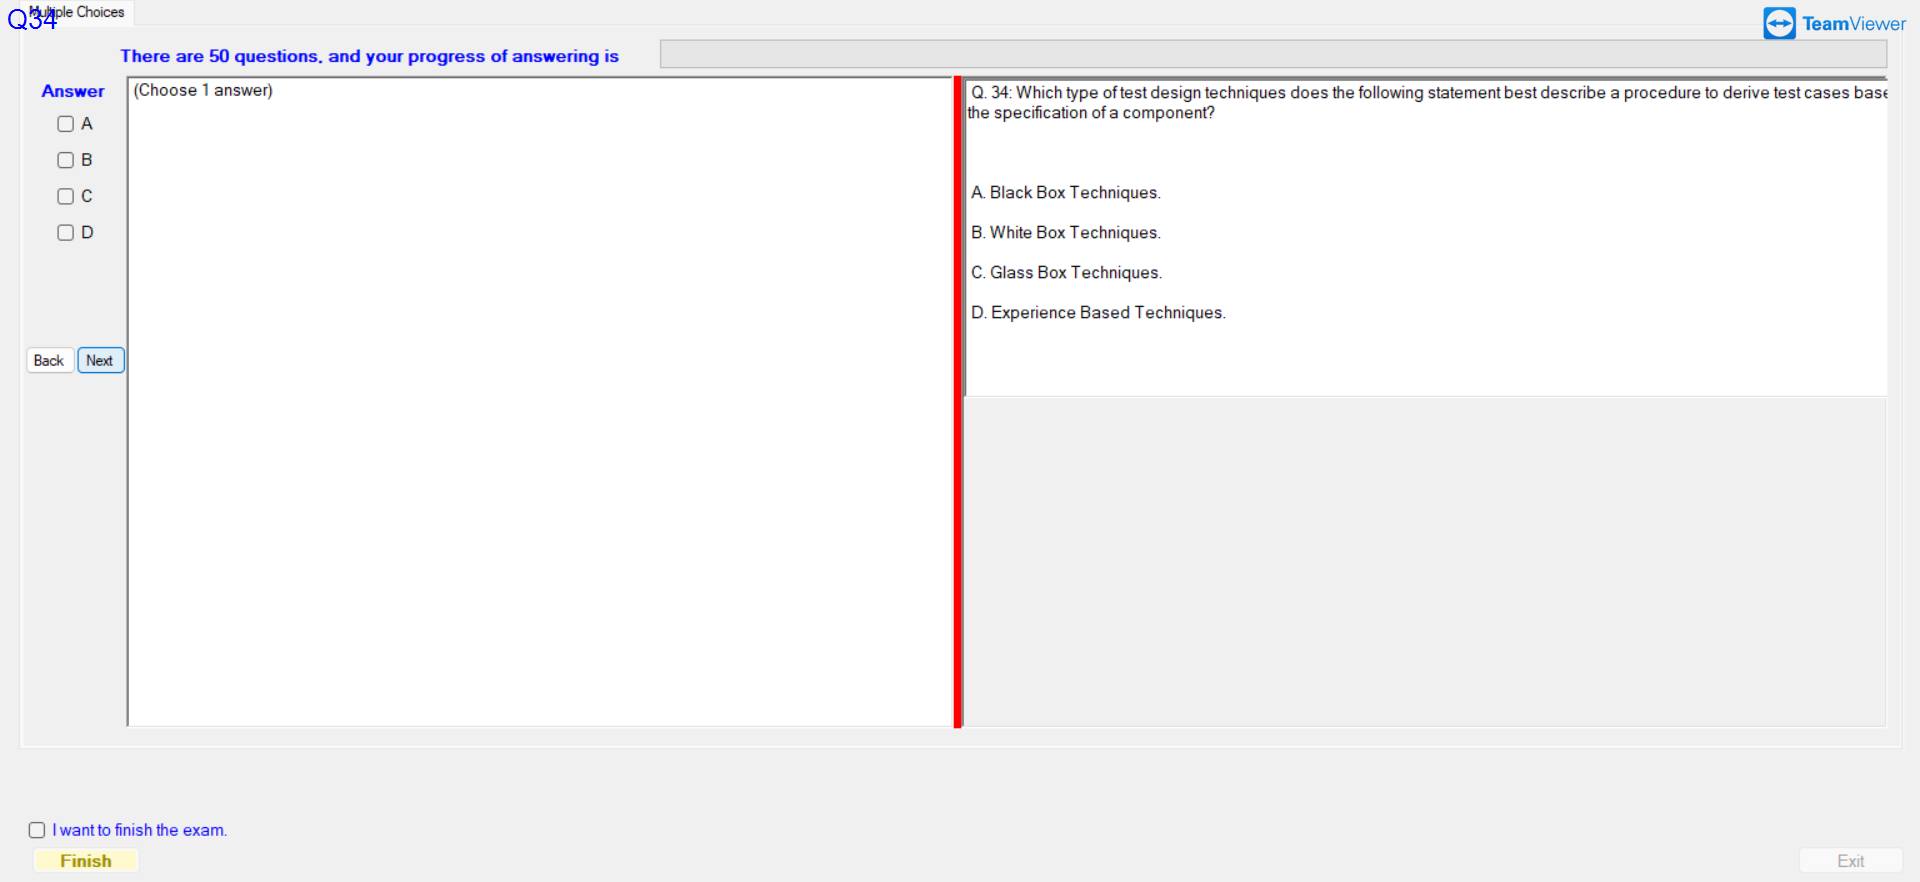 Q34
Multiple Choices
TeamViewer
There are 50 questions, and your progress of answering is
Answer
(Choose 1 answer)
A
B
C
D
Back Next
Q. 34: Which type of test design techniques does the following statement best describe a procedure to derive test cases base
the specification of a component?
A. Black Box Techniques.
B. White Box Techniques.
C. Glass Box Techniques.
D. Experience Based Techniques.
I want to finish the exam.
Finish
Exit